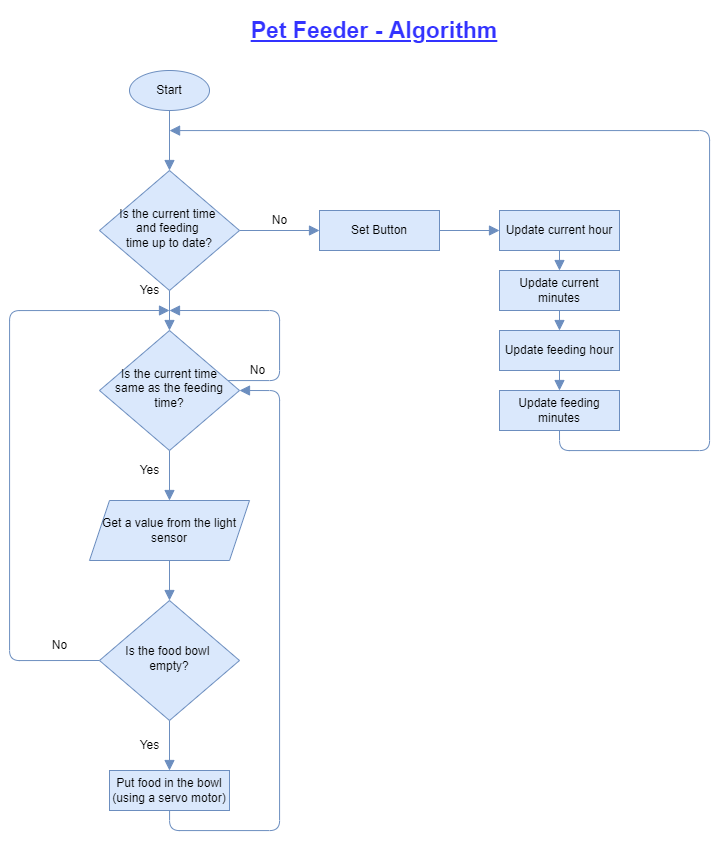 Pet Feeder - Algorithm
Start
Is the current time
and feeding
time up to date?
No
Set Button
Update current hour
Update current
minutes
Update feeding hour
Update feeding
minutes
Yes
Is the current time
same as the feeding
time?
No
Yes
Get a value from the light
sensor
Is the food bowl
empty?
No
Yes
Put food in the bowl
(using a servo motor)